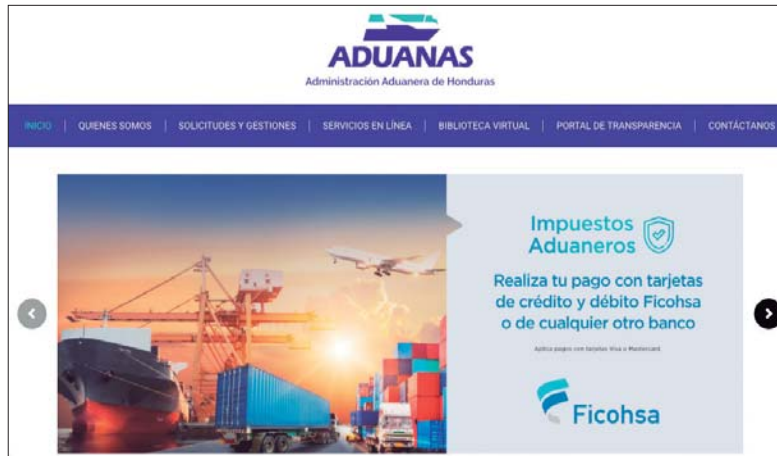 ADUANAS
Administración Aduanera de Honduras
INICIO | QUIENES SOMOS | SOLICITUDES Y GESTIONES | SERVICIOS EN LÍNEA | BIBLIOTECA VIRTUAL | PORTAL DE TRANSPARENCIA | CONTÁCTANOS
Impuestos
Aduaneros
Realiza tu pago con tarjetas
de crédito y débito Ficohsa
o de cualquier otro banco
Aplica pagos con tarjetas Visa o Mastercard
Ficohsa